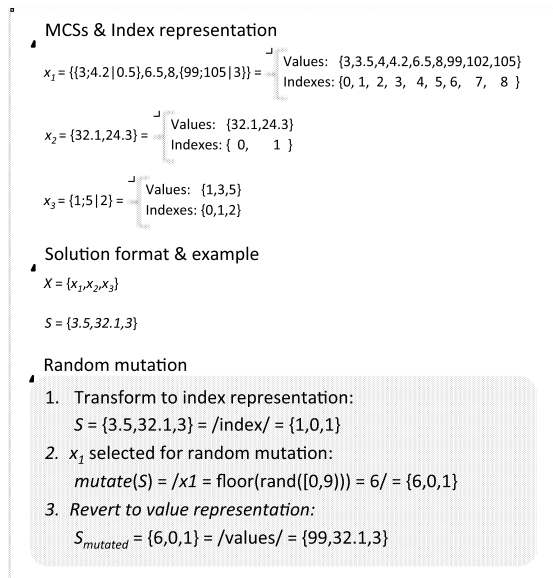 MCSs & Index representation
x1 = {{3;4.2|0.5},6.5,8,{99;105|3}} =
Values: {3,3.5,4,4.2,6.5,8,99,102,105}
Indexes: {0, 1, 2, 3, 4, 5, 6, 7, 8 }
x2 = {32.1,24.3} =
Values: {32.1,24.3}
Indexes: { 0, 1 }
x3 = {1;5|2} =
Values: {1,3,5}
Indexes: {0,1,2}
Solution format & example
X = {x1,x2,x3}
S = {3.5,32.1,3}
Random mutation
1. Transform to index representation:
S = {3.5,32.1,3} = /index/ = {1,0,1}
2. x1 selected for random mutation:
mutate(S) = /x1 = floor(rand([0,9))) = 6/ = {6,0,1}
3. Revert to value representation:
Smutated = {6,0,1} = /values/ = {99,32.1,3}